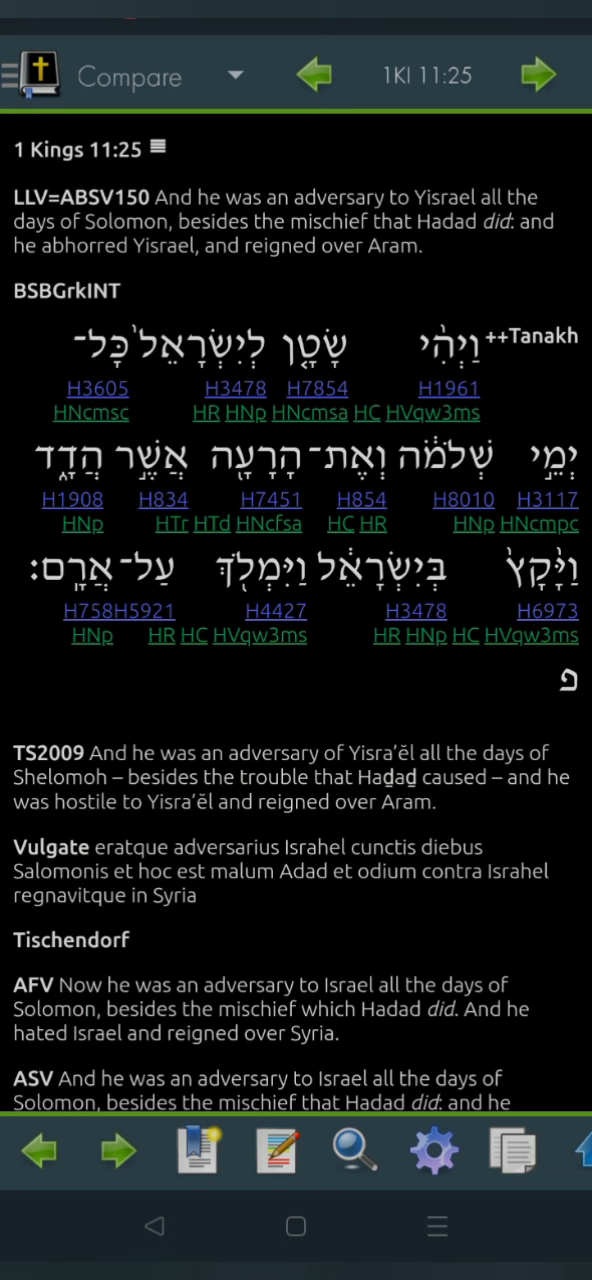 Compare
1KI 11:25
1 Kings 11:25
LLV=ABSV150 And he was an adversary to Yisrael all the
days of Solomon, besides the mischief that Hadad did: and
he abhorred Yisrael, and reigned over Aram.
BSBGrkINT
++Tanakh וַיְהִ֨י שָׂטָ֤ן לְיִשְׂרָאֵל֙ כָּל־
H1961 H7854 H3478 H3605
HC HVqw3ms HNcmsa HR HNp HNcmsc
יְמֵ֣י שְׁלֹמֹ֔ה וְאֶת־הָרָעָ֖ה אֲשֶׁ֣ר הֲדָ֑ד
H3117 H8010 H854 H7451 H834 H1908
HNcmpc HNp HC HR HTd HNcfsa HTr HNp
וַיָּ֙קָץ֙ בְּיִשְׂרָאֵ֔ל וַיִּמְלֹ֖ךְ עַל־אֲרָֽם׃
H6973 H3478 H4427 H5921 H758
HC HVqw3ms HR HNp HC HVqw3ms HR HNp
פ
TS2009 And he was an adversary of Yisra’ĕl all the days of
Shelomoh – besides the trouble that Haḏaḏ caused – and he
was hostile to Yisra’ĕl and reigned over Aram.
Vulgate eratque adversarius Israhel cunctis diebus
Salomonis et hoc est malum Adad et odium contra Israhel
regnavitque in Syria
Tischendorf
AFV Now he was an adversary to Israel all the days of
Solomon, besides the mischief which Hadad did. And he
hated Israel and reigned over Syria.
ASV And he was an adversary to Israel all the days of
Solomon, besides the mischief that Hadad did: and he